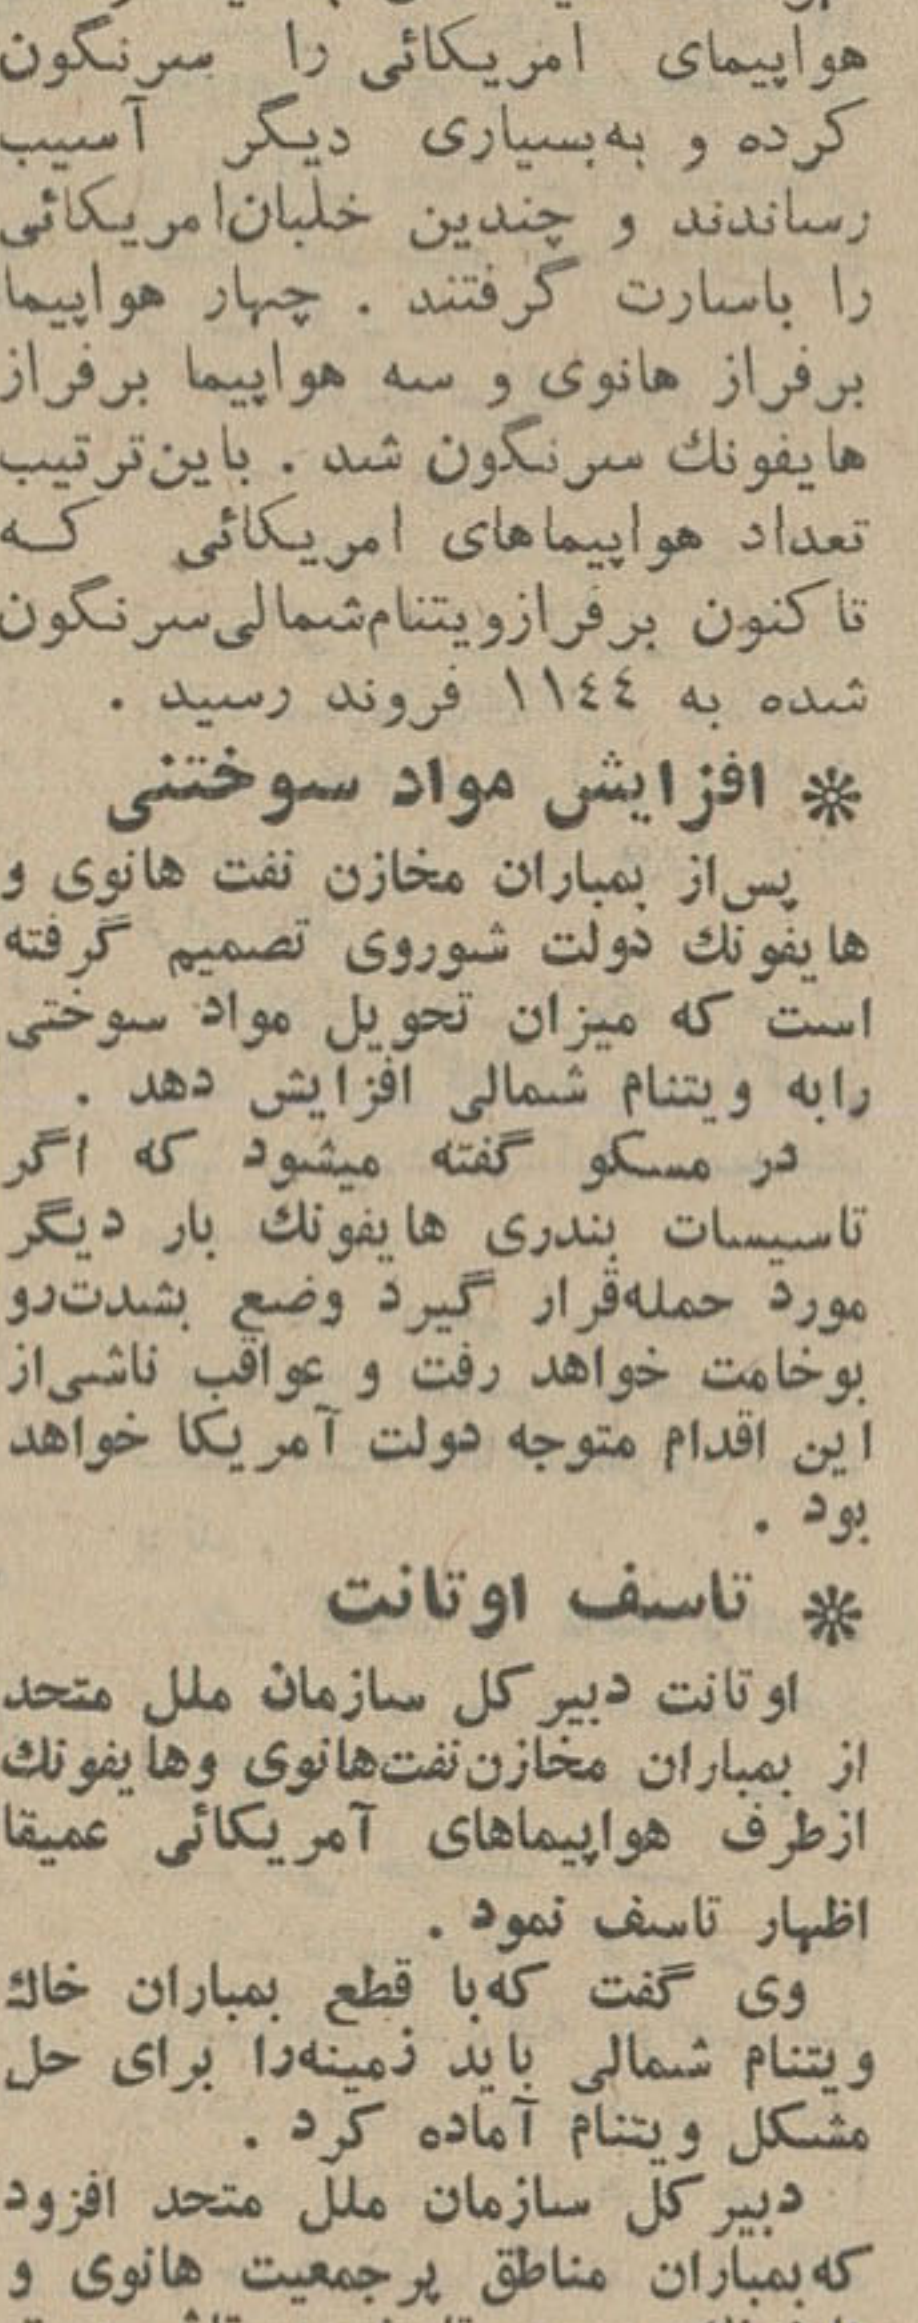 هواپیمای امریکائی را سرنگون
کرده و به‌بسیاری دیگر آسیب
رساندند و چندین خلبان‌امریکائی
را باسارت گرفتند . چهار هواپیما
برفراز هانوی و سه هواپیما برفراز
هایفونك سرنگون شد . باین‌ترتیب
تعداد هواپیماهای امریکائی کـه
تاکنون برفرازویتنام‌شمالی‌سرنگون
شده به ١١٤٤ فروند رسید .
* افزایش مواد سوختنی
پس‌از بمباران مخازن نفت هانوی و
هایفونك دولت شوروی تصمیم گرفته
است که میزان تحویل مواد سوختی
رابه ویتنام شمالی افزایش دهد .
در مسکو گفته میشود که اگر
تاسیسات بندری هایفونك بار دیگر
مورد حمله‌قرار گیرد وضع بشدت‌رو
بوخامت خواهد رفت و عواقب ناشی‌از
این اقدام متوجه دولت آمریکا خواهد
بود .
* تاسف اوتانت
اوتانت دبیرکل سازمان ملل متحد
از بمباران مخازن‌نفت‌هانوی وهایفونك
ازطرف هواپیماهای آمریکائی عمیقا
اظهار تاسف نمود .
وی گفت که‌با قطع بمباران خاك
ویتنام شمالی باید زمینه‌را برای حل
مشکل ویتنام آماده کرد .
دبیرکل سازمان ملل متحد افزود
که‌بمباران مناطق پرجمعیت هانوی و